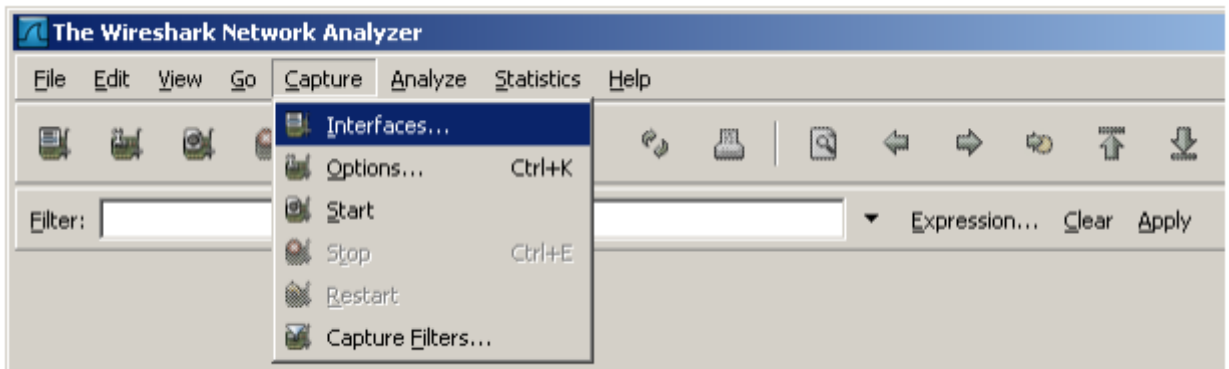 The Wireshark Network Analyzer
File Edit View Go Capture Analyze Statistics Help
Interfaces...
Options... Ctrl+K
Start
Stop Ctrl+E
Restart
Capture Filters...
Filter: Expression... Clear Apply